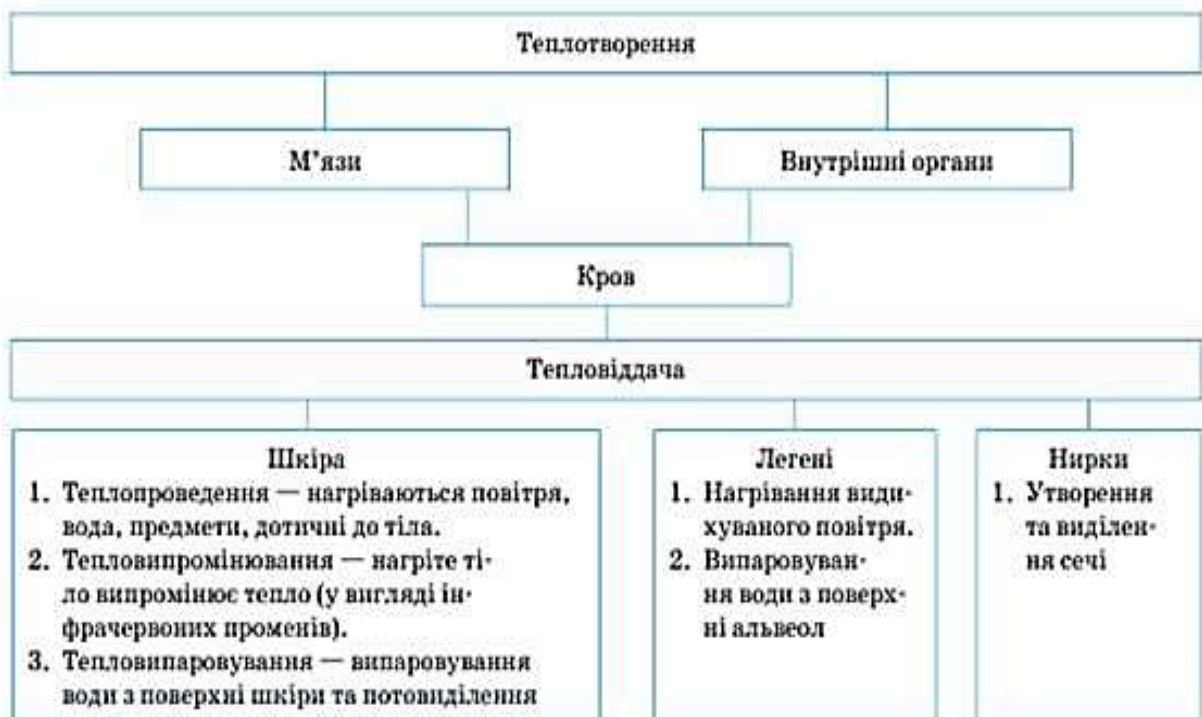 Теплотворення
М’язи
Внутрішні органи
Кров
Тепловіддача
Шкіра
1. Теплопроведення — нагріваються повітря,
вода, предмети, дотичні до тіла.
2. Тепловипромінювання — нагріте ті-
ло випромінює тепло (у вигляді ін-
фрачервоних променів).
3. Тепловипаровування — випаровування
води з поверхні шкіри та потовиділення
Легені
1. Нагрівання види-
хуваного повітря.
2. Випаровуван-
ня води з поверх-
ні альвеол
Нирки
1. Утворення
та виділен-
ня сечі